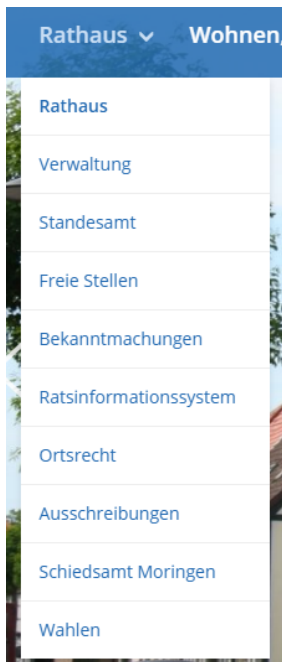 Rathaus Wohnen,
Rathaus
Verwaltung
Standesamt
Freie Stellen
Bekanntmachungen
Ratsinformationssystem
Ortsrecht
Ausschreibungen
Schiedsamt Moringen
Wahlen